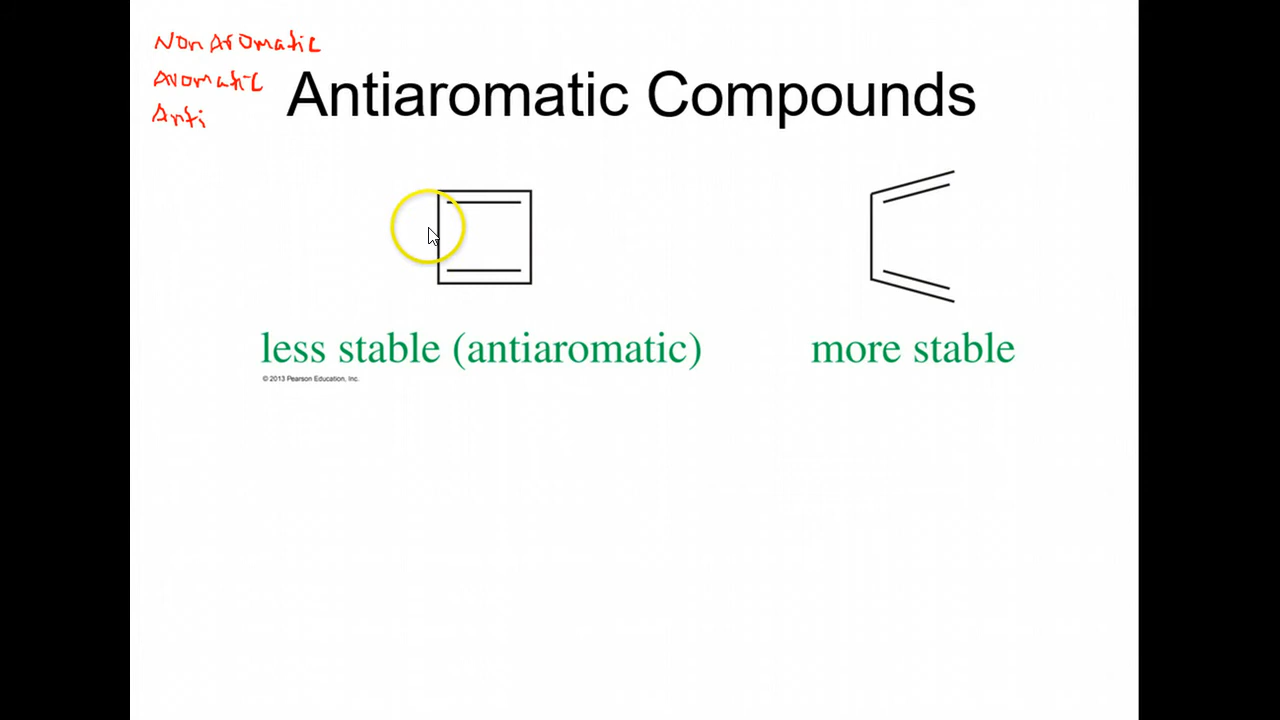 NonAromatic
Aromatic
Anti
Antiaromatic Compounds
less stable (antiaromatic)
more stable
© 2013 Pearson Education, Inc.